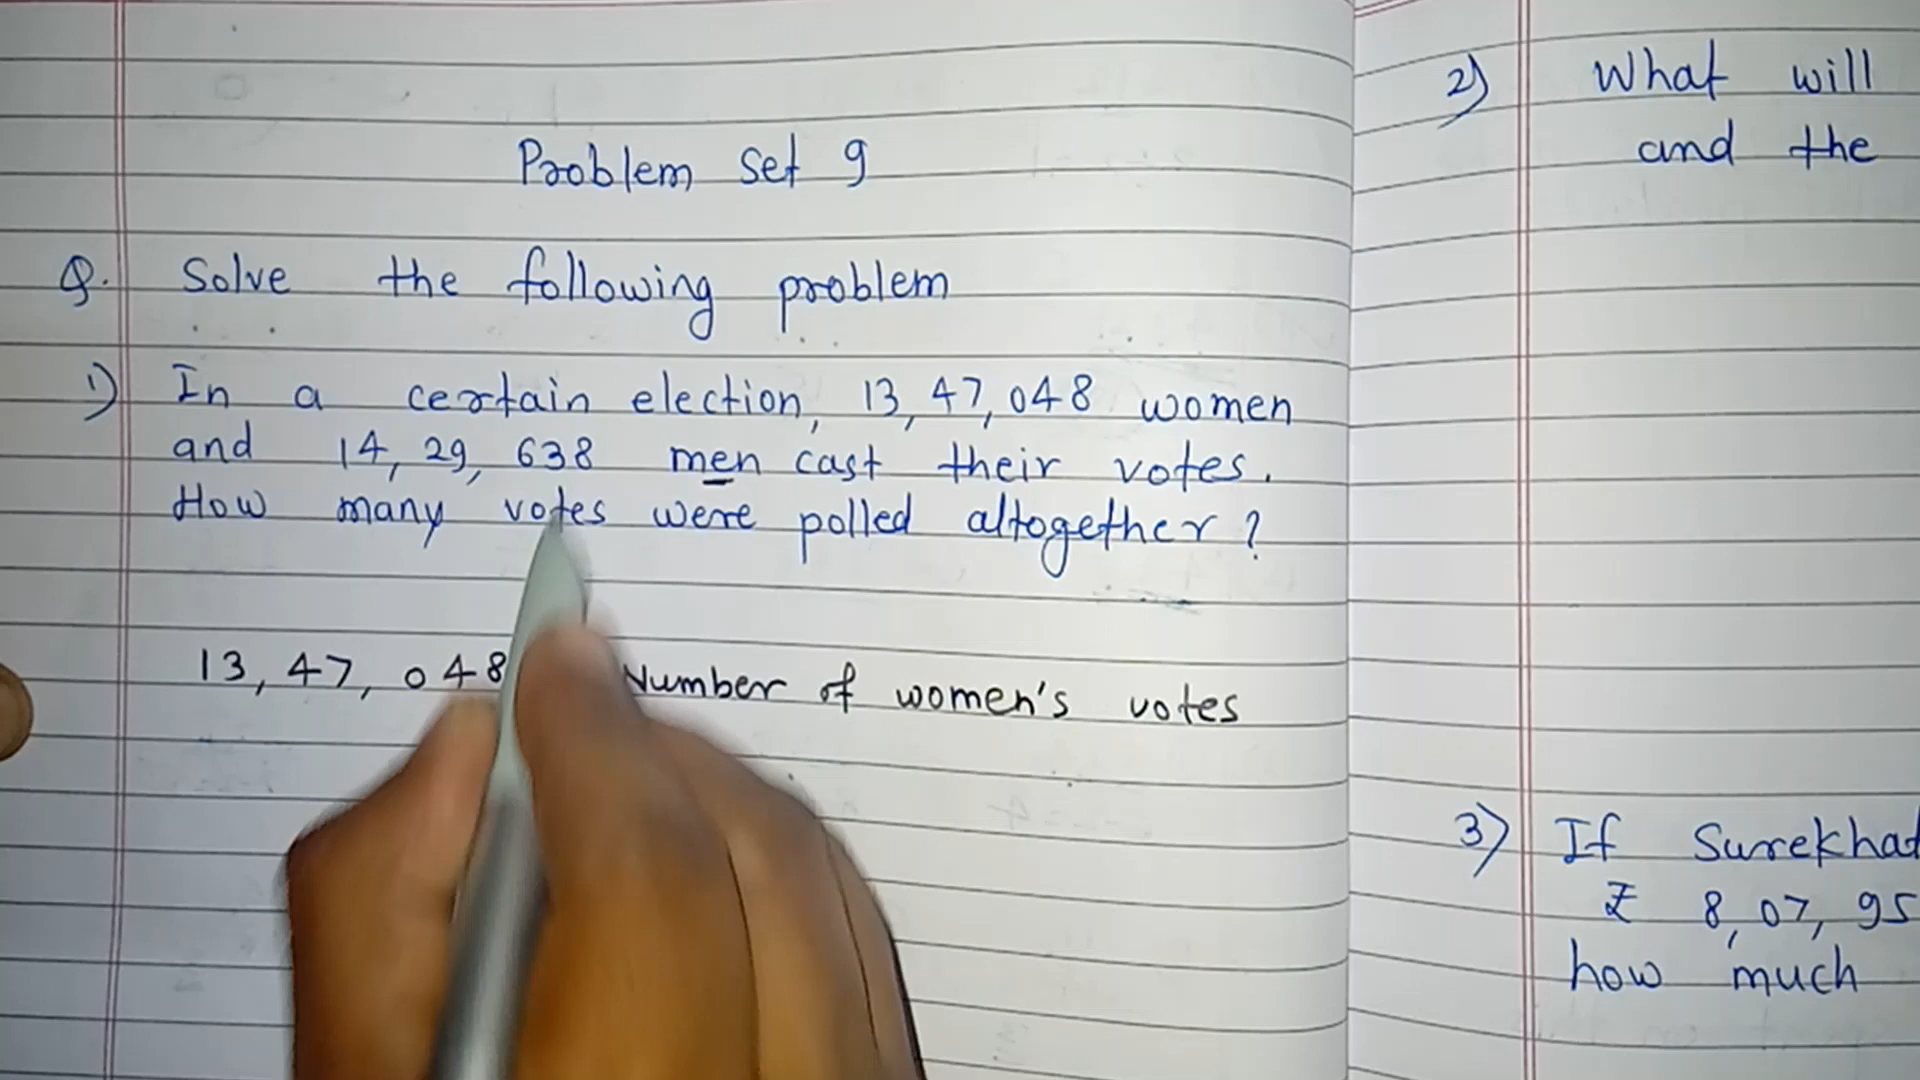 Problem Set 9
Q. Solve the following problem
1) In a certain election, 13,47,048 women
and 14, 29, 638 men cast their votes.
How many votes were polled altogether?
13, 47, 048 Number of women's votes
2) What will
and the
3) If Surekha
₹ 8,07,95
how much